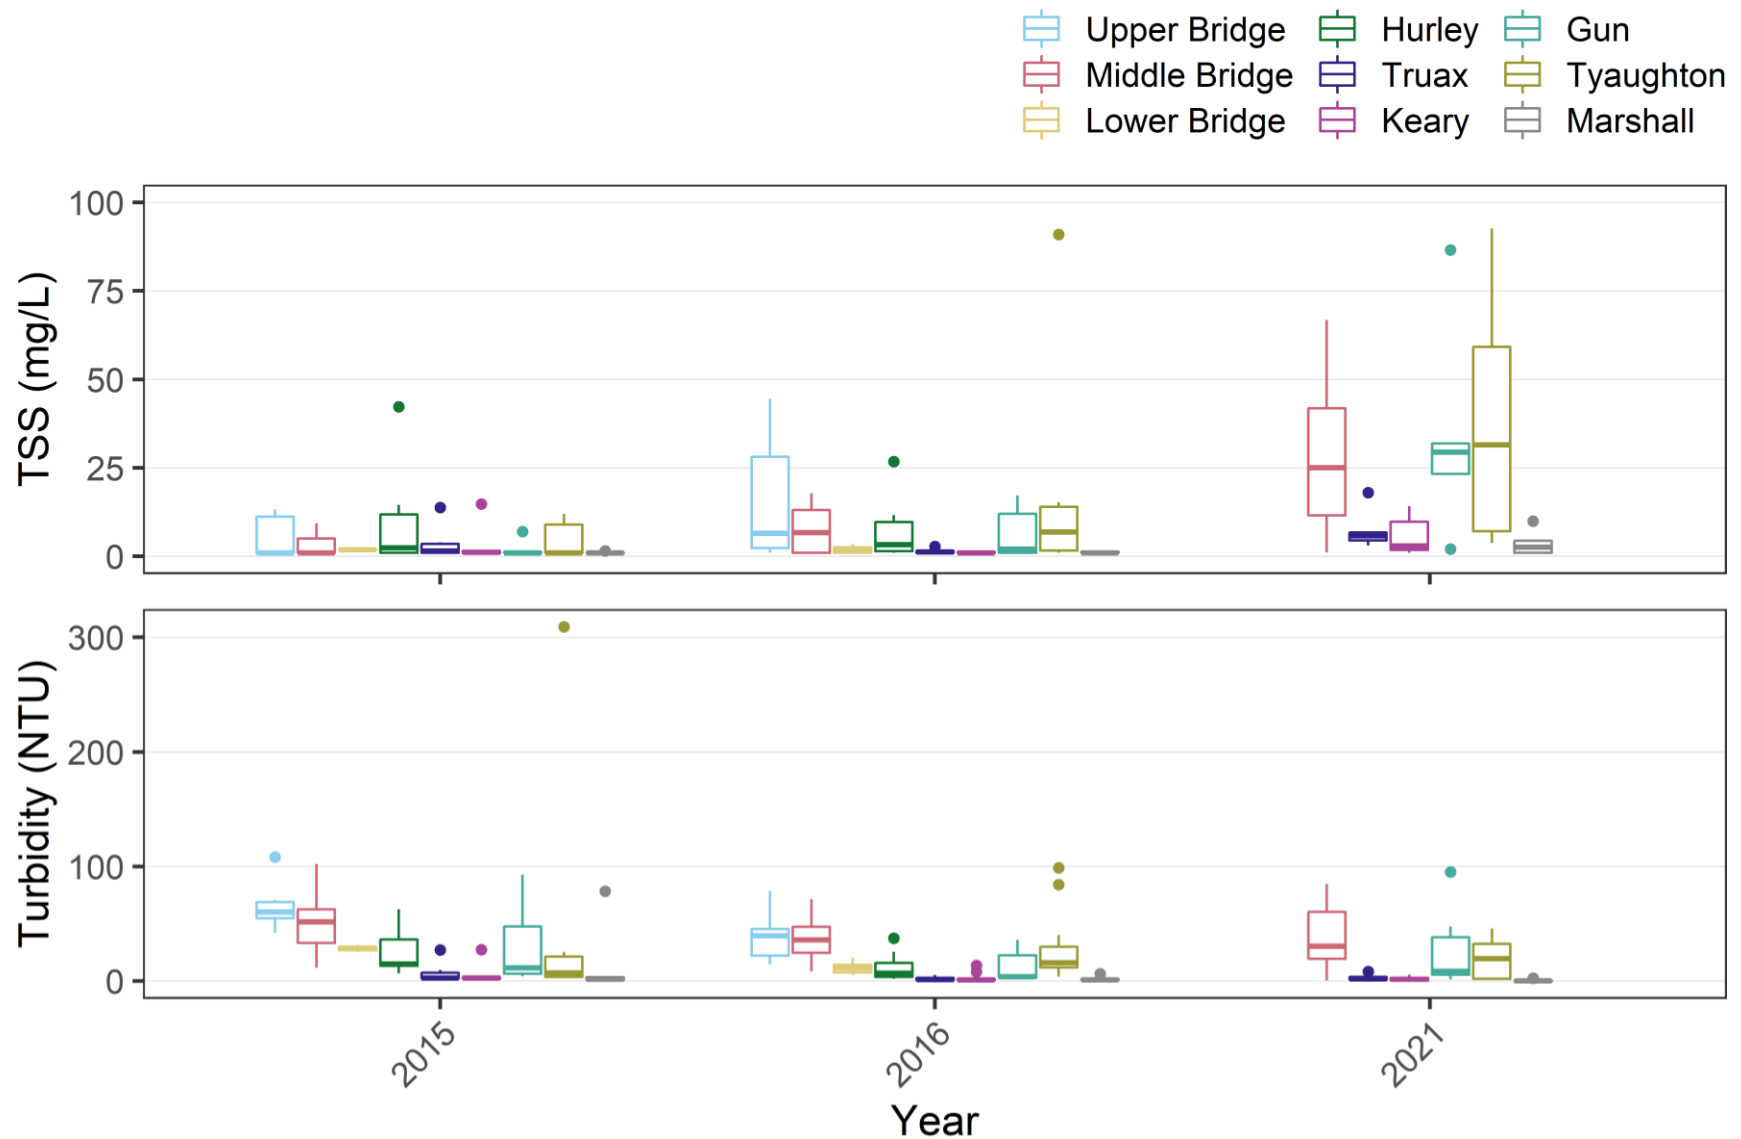 Upper Bridge Hurley Gun
Middle Bridge Truax Tyaughton
Lower Bridge Keary Marshall
TSS (mg/L)
100
75
50
25
0
Turbidity (NTU)
300
200
100
0
2015 2016 2021
Year